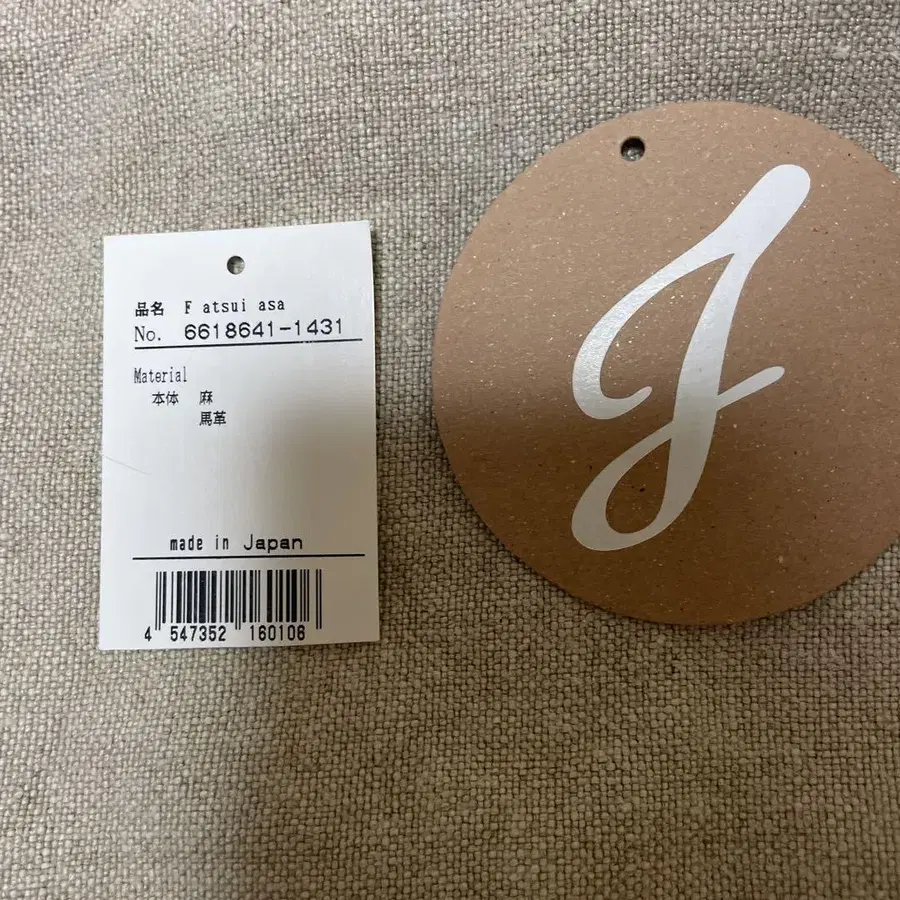 品名 F atsui asa
No. 6618641-1431
Material
本体 麻
馬革
made in Japan
4 547352 160106
J